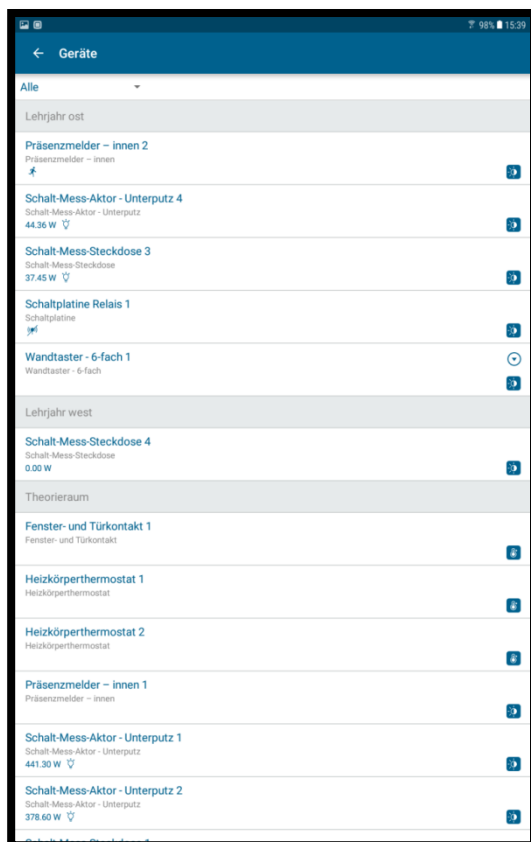 98% 15:39
Geräte
Alle
Lehrjahr ost
Präsenzmelder – innen 2
Präsenzmelder – innen
Schalt-Mess-Aktor - Unterputz 4
Schalt-Mess-Aktor - Unterputz
44.36 W
Schalt-Mess-Steckdose 3
Schalt-Mess-Steckdose
37.45 W
Schaltplatine Relais 1
Schaltplatine
Wandtaster - 6-fach 1
Wandtaster - 6-fach
Lehrjahr west
Schalt-Mess-Steckdose 4
Schalt-Mess-Steckdose
0.00 W
Theorieraum
Fenster- und Türkontakt 1
Fenster- und Türkontakt
Heizkörperthermostat 1
Heizkörperthermostat
Heizkörperthermostat 2
Heizkörperthermostat
Präsenzmelder – innen 1
Präsenzmelder – innen
Schalt-Mess-Aktor - Unterputz 1
Schalt-Mess-Aktor - Unterputz
441.30 W
Schalt-Mess-Aktor - Unterputz 2
Schalt-Mess-Aktor - Unterputz
378.60 W